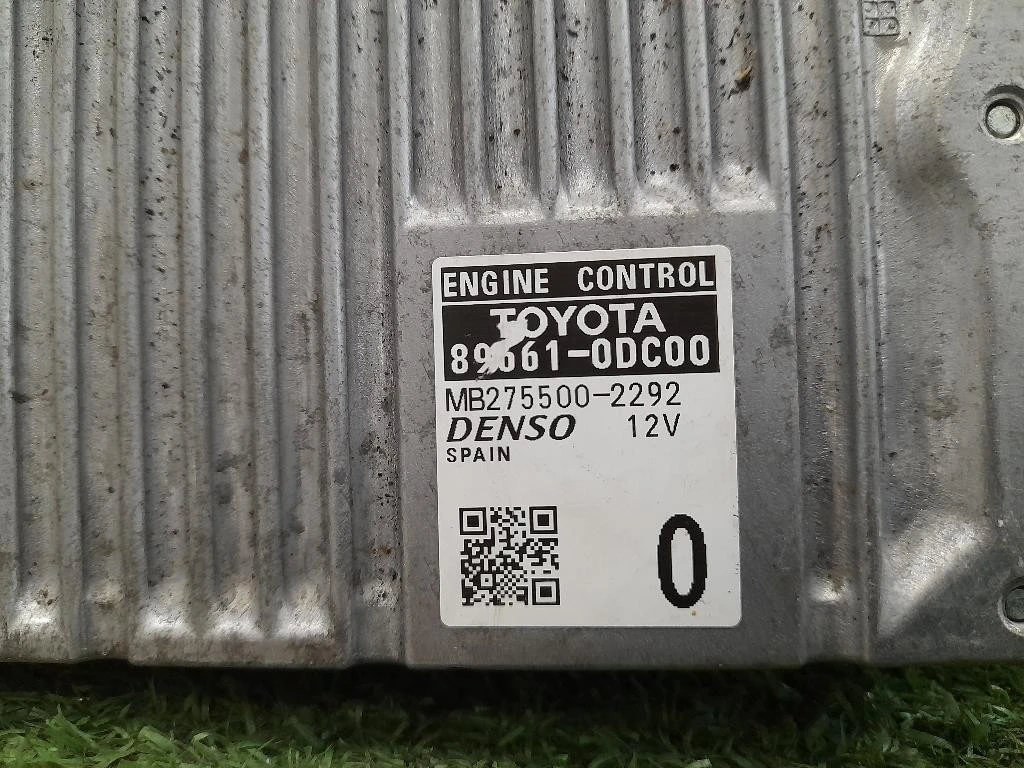 ENGINE CONTROL
TOYOTA
89661-0DC00
MB275500-2292
DENSO 12V
SPAIN
0